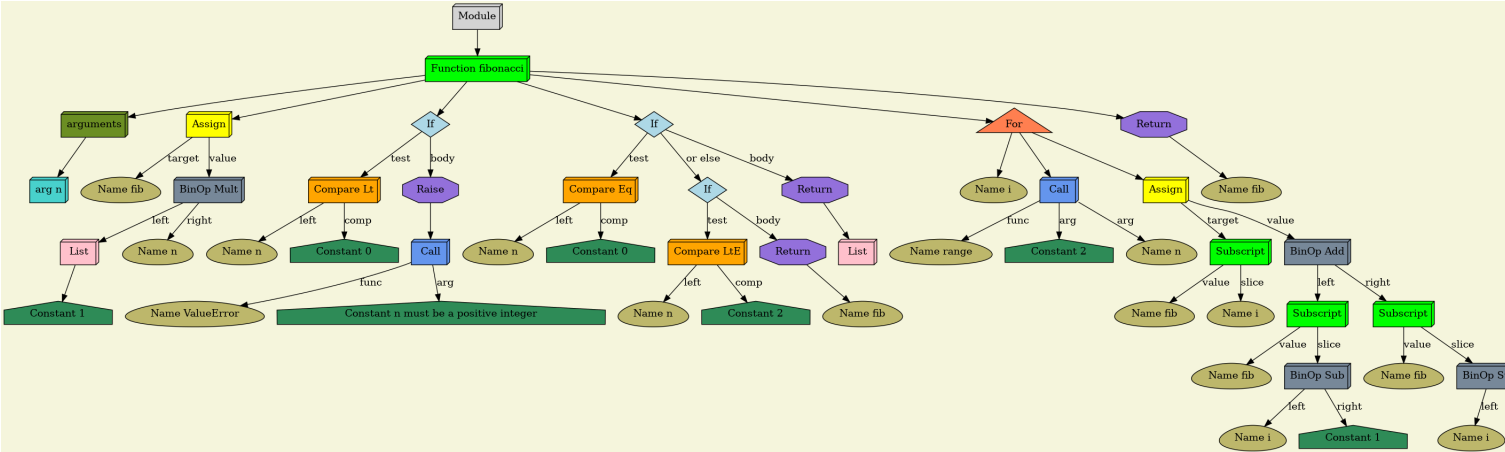 Module
Function fibonacci
arguments
Assign
If
If
For
Return
target
value
test
body
test
or else
body
arg n
Name fib
BinOp Mult
Compare Lt
Raise
Compare Eq
If
Return
Name i
Call
Assign
Name fib
left
right
left
comp
left
comp
test
body
func
arg
arg
target
value
List
Name n
Name n
Constant 0
Call
Name n
Constant 0
Compare LtE
Return
List
Name range
Constant 2
Name n
Subscript
BinOp Add
func
arg
left
comp
value
slice
left
right
Constant 1
Name ValueError
Constant n must be a positive integer
Name n
Constant 2
Name fib
Name fib
Name i
Subscript
Subscript
value
slice
value
slice
Name fib
BinOp Sub
Name fib
BinOp S
left
right
left
Name i
Constant 1
Name i